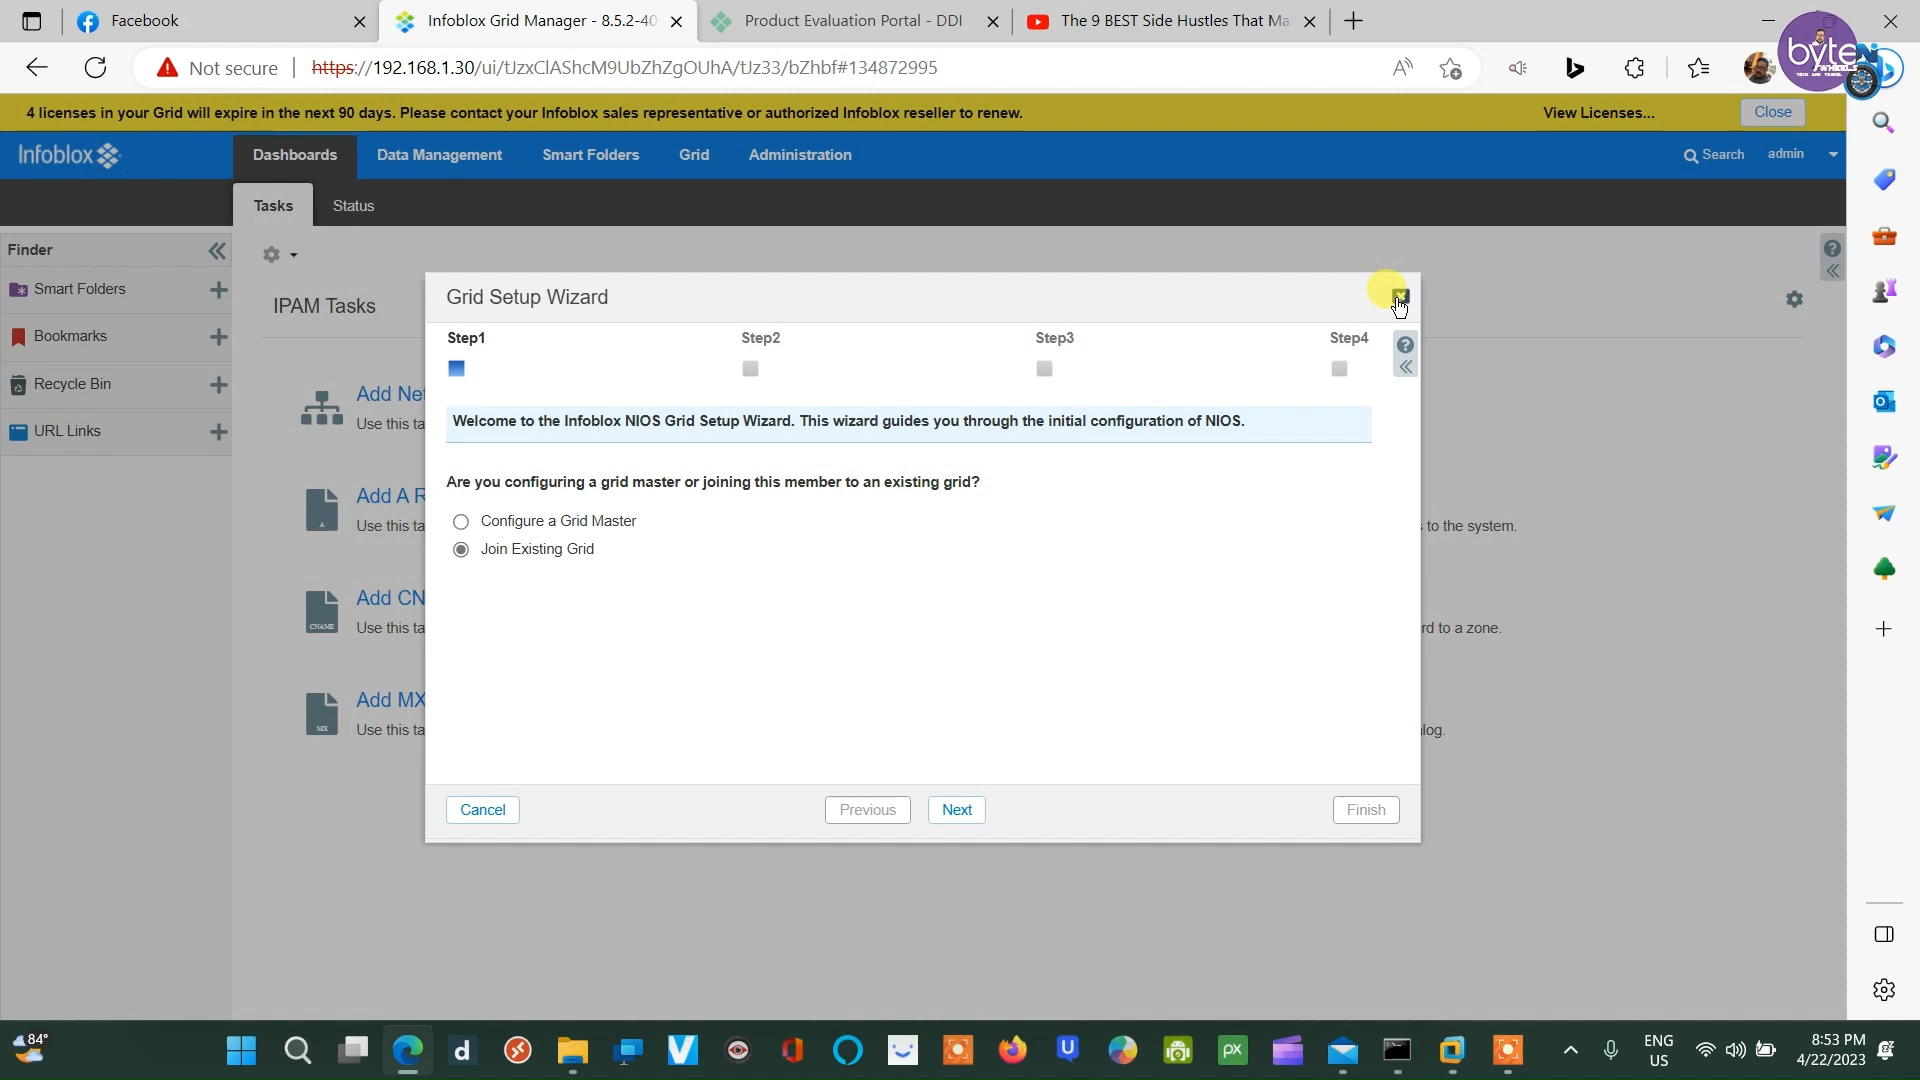 Facebook
Infoblox Grid Manager - 8.5.2-40
Product Evaluation Portal - DDI
The 9 BEST Side Hustles That Ma
Not secure
https://192.168.1.30/ui/tJzxClAShcM9UbZhZgOUhA/tJz33/bZhbf#134872995
byte
WHEELS
TECH AND TRAVEL
4 licenses in your Grid will expire in the next 90 days. Please contact your Infoblox sales representative or authorized Infoblox reseller to renew.
View Licenses...
Close
Infoblox
Dashboards
Data Management
Smart Folders
Grid
Administration
Search
admin
Tasks
Status
Finder
Smart Folders
Bookmarks
Recycle Bin
URL Links
IPAM Tasks
Add Net
Use this ta
Add A R
Use this ta
to the system.
Add CN
CNAME
Use this ta
rd to a zone.
Add MX
MX
Use this ta
log.
Grid Setup Wizard
Step1
Step2
Step3
Step4
Welcome to the Infoblox NIOS Grid Setup Wizard. This wizard guides you through the initial configuration of NIOS.
Are you configuring a grid master or joining this member to an existing grid?
Configure a Grid Master
Join Existing Grid
Cancel
Previous
Next
Finish
84°
ENG
US
8:53 PM
4/22/2023